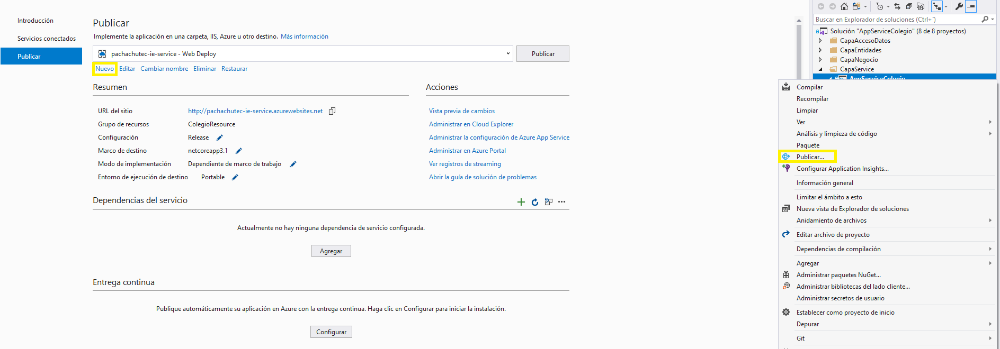 Introducción
Servicios conectados
Publicar
Publicar
Implemente la aplicación en una carpeta, IIS, Azure u otro destino. Más información
pachachutec-ie-service - Web Deploy
Publicar
Nuevo Editar Cambiar nombre Eliminar Restaurar
Resumen
URL del sitio http://pachachutec-ie-service.azurewebsites.net
Grupo de recursos ColegioResource
Configuración Release
Marco de destino netcoreapp3.1
Modo de implementación Dependiente de marco de trabajo
Entorno de ejecución de destino Portable
Acciones
Vista previa de cambios
Administrar en Cloud Explorer
Administrar la configuración de Azure App Service
Administrar en Azure Portal
Ver registros de streaming
Abrir la guía de solución de problemas
Dependencias del servicio
Actualmente no hay ninguna dependencia de servicio configurada.
Agregar
Entrega continua
Publique automáticamente su aplicación en Azure con la entrega continua. Haga clic en Configurar para iniciar la instalación.
Configurar
Buscar en Explorador de soluciones (Ctrl+`)
Solución "AppServiceColegio" (8 de 8 proyectos)
CapaAccesoDatos
CapaEntidades
CapaNegocio
CapaService
AppServiceColegio
Compilar
Recompilar
Limpiar
Ver
Análisis y limpieza de código
Paquete
Publicar...
Configurar Application Insights...
Información general
Limitar el ámbito a esto
Nueva vista de Explorador de soluciones
Anidamiento de archivos
Editar archivo de proyecto
Dependencias de compilación
Agregar
Administrar paquetes NuGet...
Administrar bibliotecas del lado cliente...
Administrar secretos de usuario
Establecer como proyecto de inicio
Depurar
Git